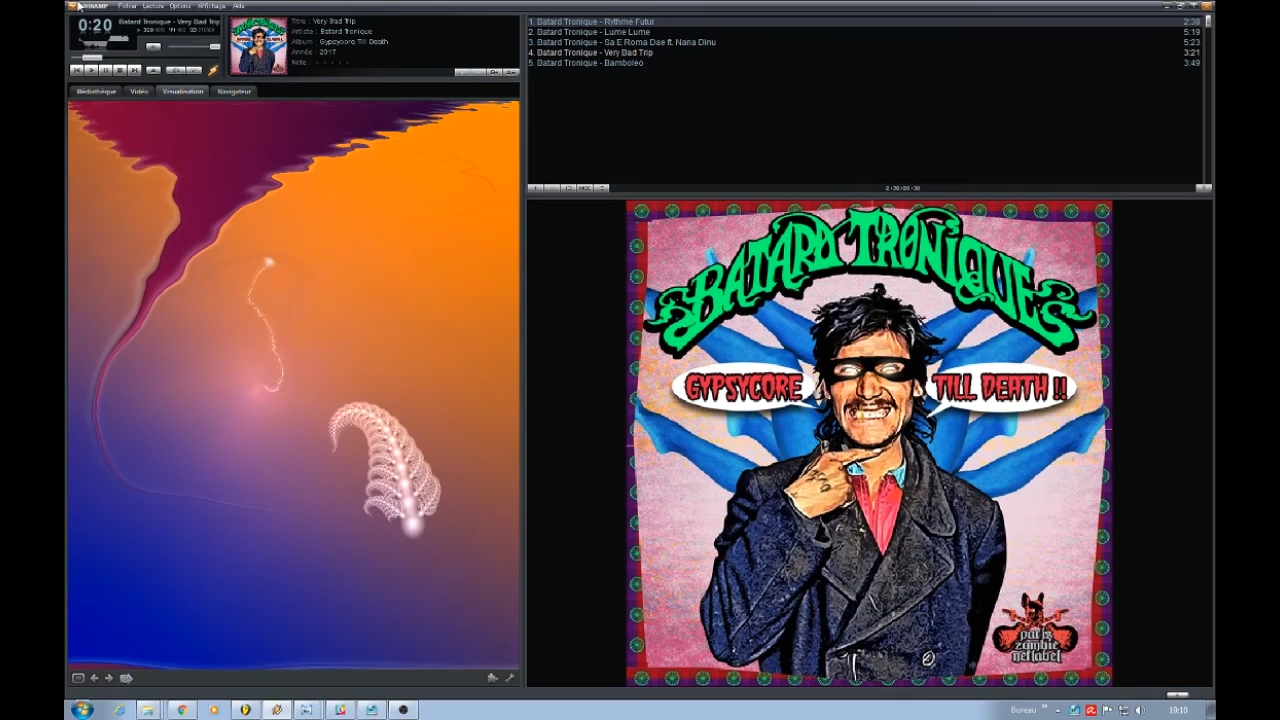 WINAMP Fichier Lecture Options Affichage Aide
0:20
Batard Tronique - Very Bad Trip
Titre : Very Bad Trip
Artiste : Batard Tronique
Album : Gypsycore Till Death
Année : 2017
Note :
1. Batard Tronique - Rythme Futur 2:38
2. Batard Tronique - Lume Lume 5:19
3. Batard Tronique - Sa E Roma Dae ft. Nana Dinu 5:23
4. Batard Tronique - Very Bad Trip 3:21
5. Batard Tronique - Bamboleo 3:49
Médiathèque Vidéo Visualisation Navigateur
BATARD TRONIQUE
GYPSYCORE TILL DEATH !!
paris
zombie
netlabel
Bureau
19:10